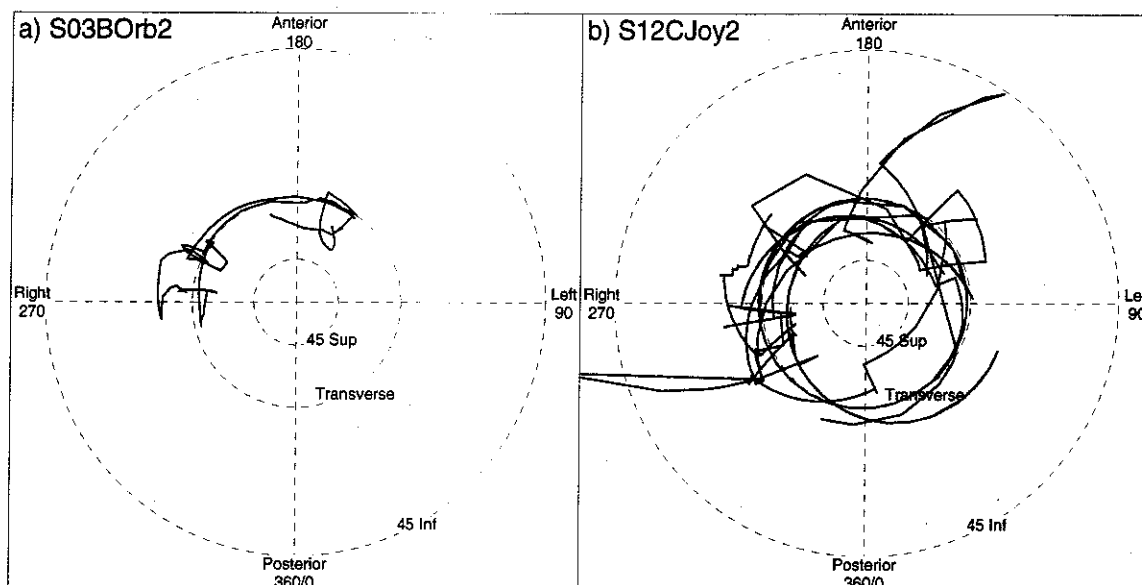 a) S03BOrb2
Anterior
180
Right
270
Left
90
45 Sup
Transverse
45 Inf
Posterior
360/0
b) S12CJoy2
Anterior
180
Right
270
Le
90
45 Sup
Transverse
45 Inf
Posterior
360/0